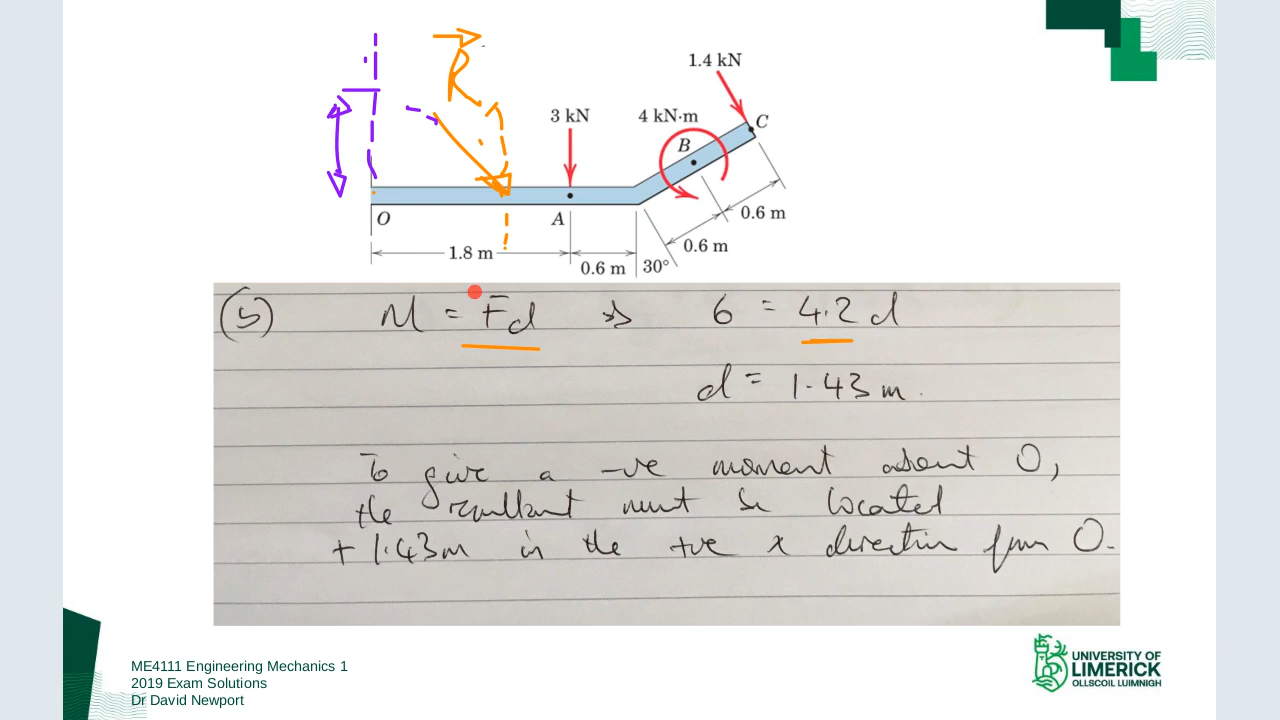 R
1.4 kN
3 kN
4 kN·m
C
B
O
A
0.6 m
1.8 m
0.6 m
0.6 m
30°
(5) M = Fd ⇒ 6 = 4.2 d
d = 1.43 m.
To give a -ve moment about O,
the resultant must be located
+ 1.43m in the +ve x direction from O.
ME4111 Engineering Mechanics 1
2019 Exam Solutions
Dr David Newport
UNIVERSITY OF
LIMERICK
OLLSCOIL LUIMNIGH